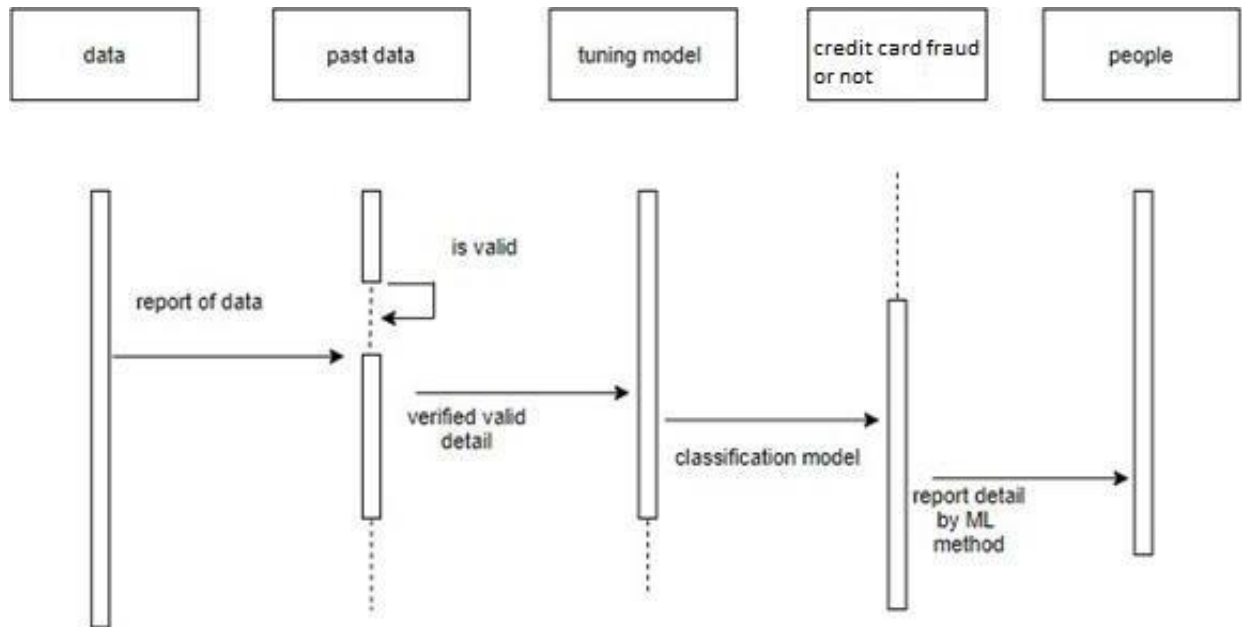 data
past data
tuning model
credit card fraud
or not
people
is valid
report of data
verified valid
detail
classification model
report detail
by ML
method